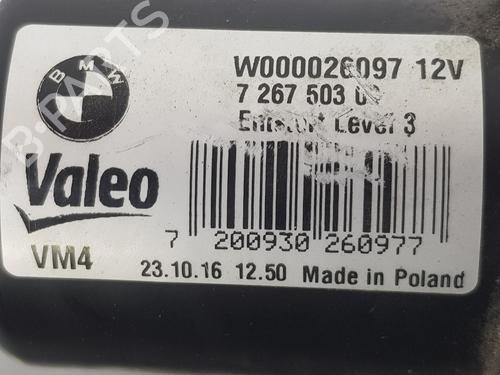 BMW
W000026097 12V
7 267 503
Entstört Level 3
Valeo
7 200930 260977
VM4
23.10.16 12.50 Made in Poland
B-PARTS